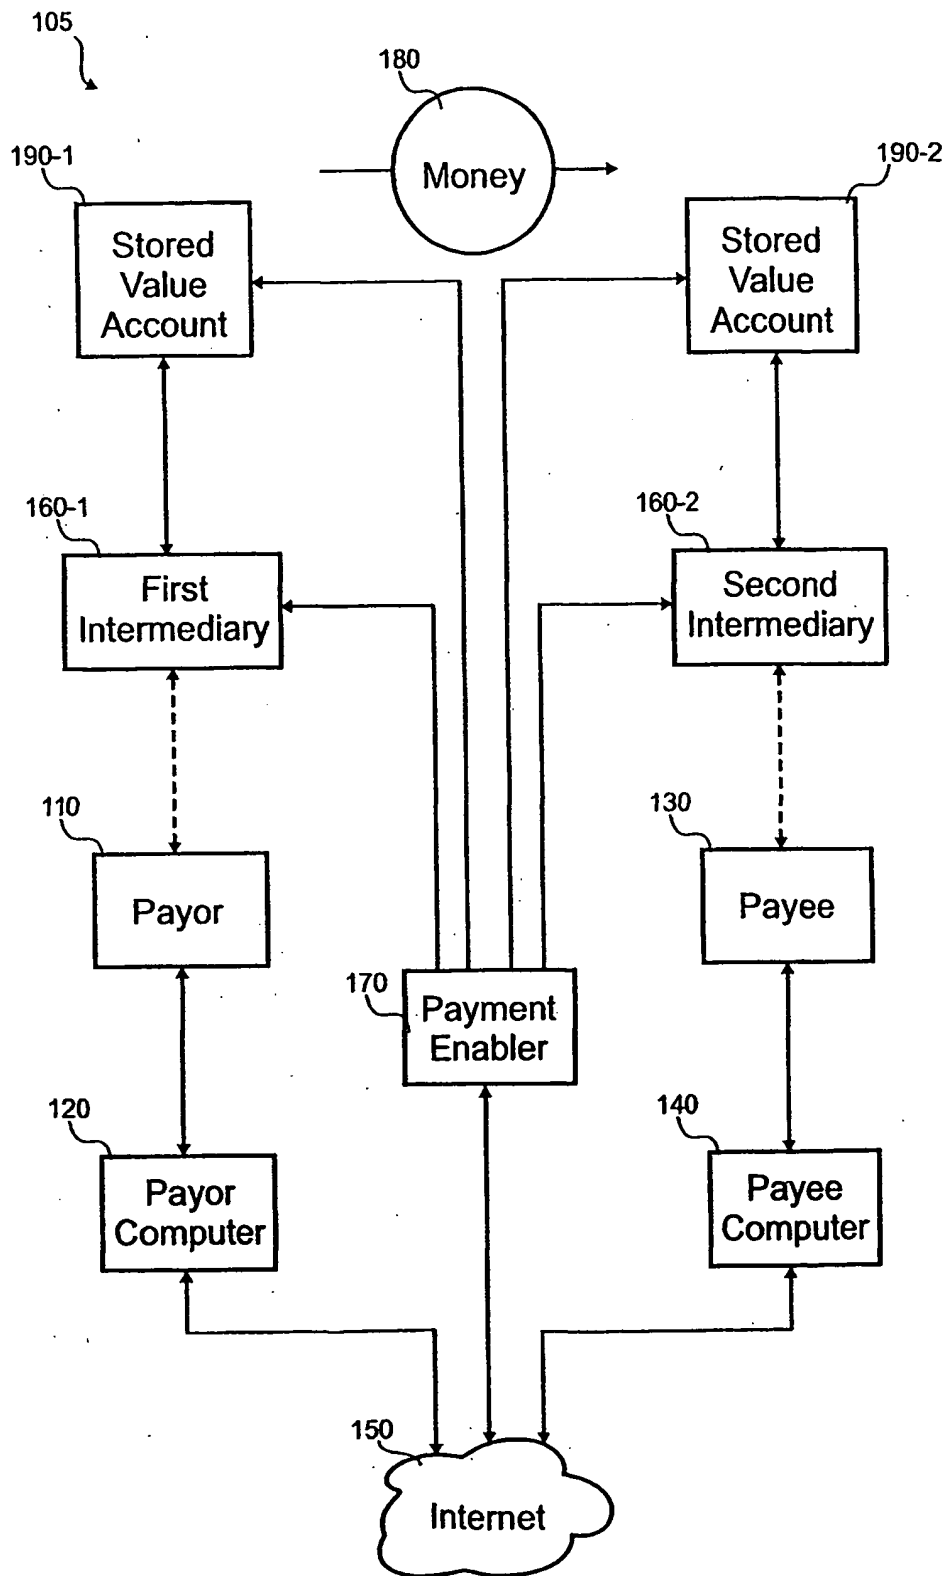 105
180
Money
190-1
190-2
Stored
Value
Account
Stored
Value
Account
160-1
160-2
First
Intermediary
Second
Intermediary
110
130
Payor
Payee
170
Payment
Enabler
120
140
Payor
Computer
Payee
Computer
150
Internet